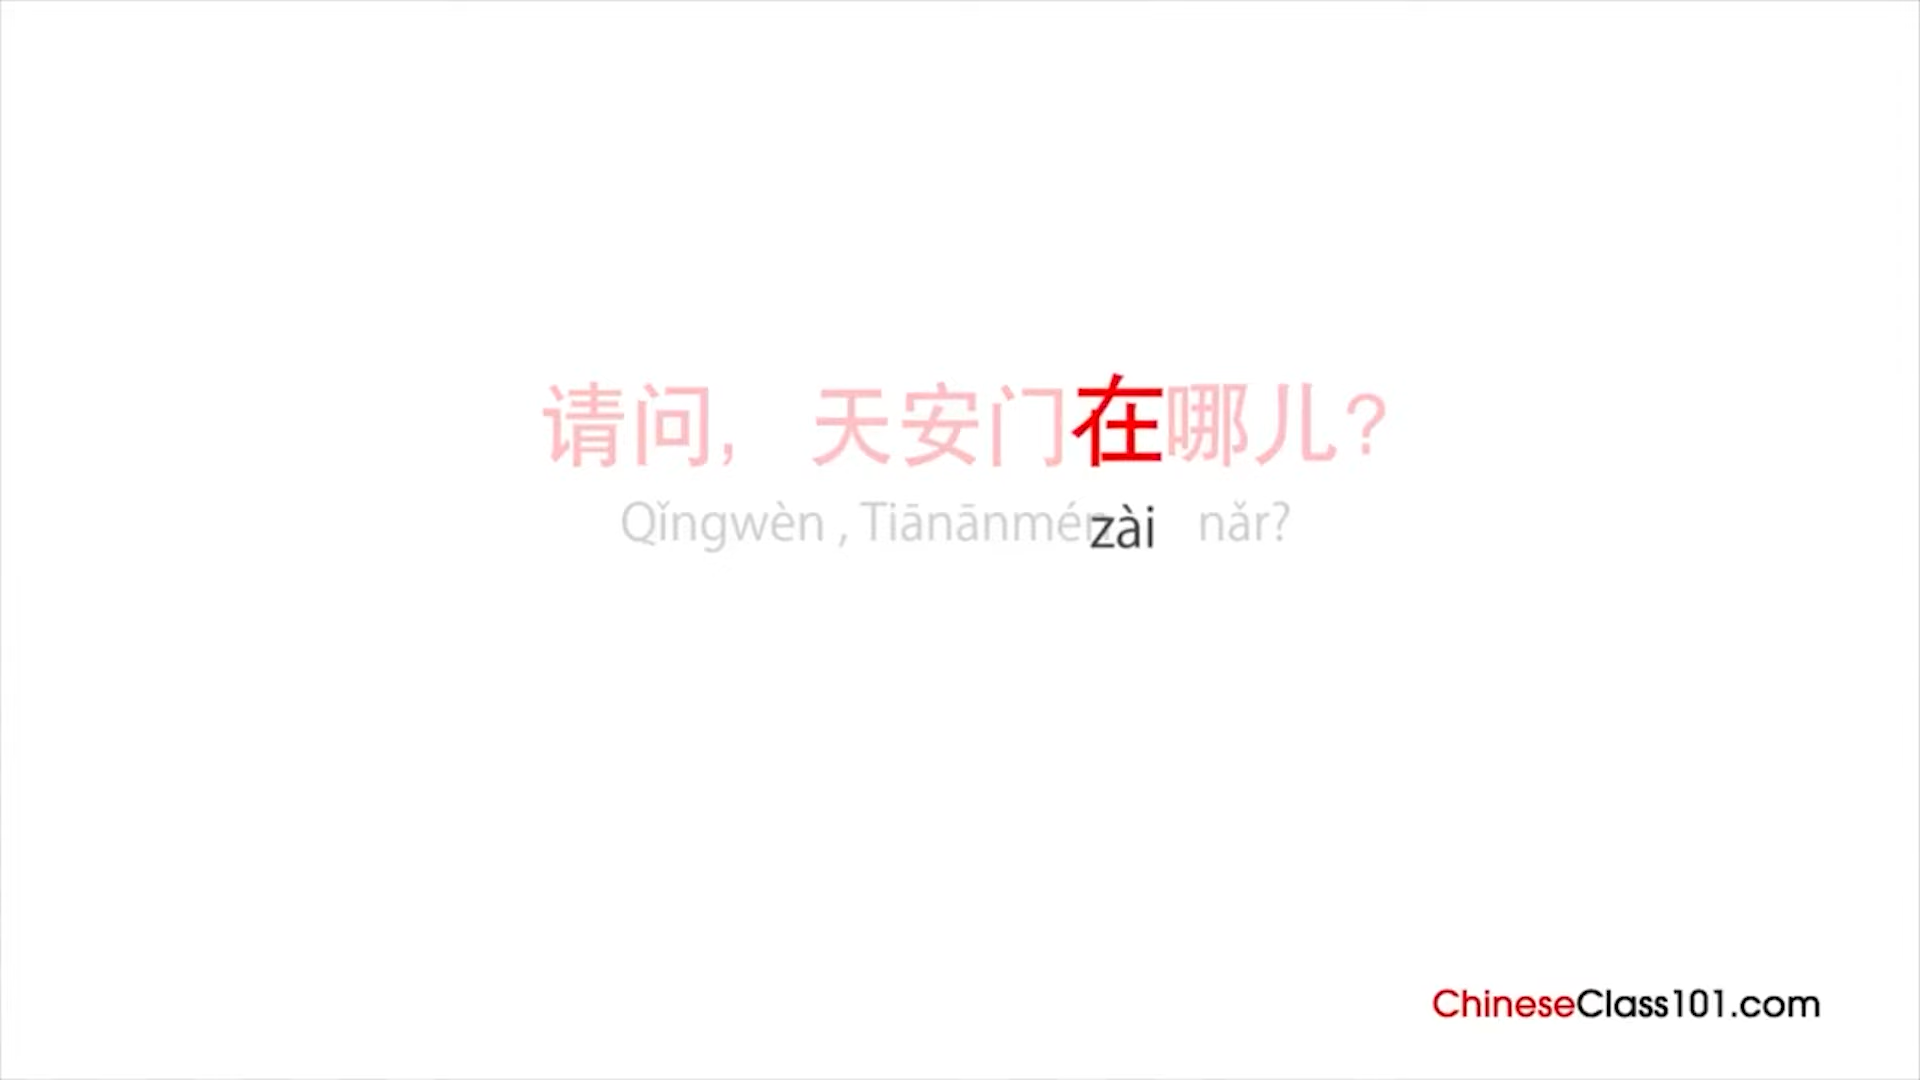 请问，天安门在哪儿？
Qǐngwèn , Tiānānmén zài nǎr?
ChineseClass101.com